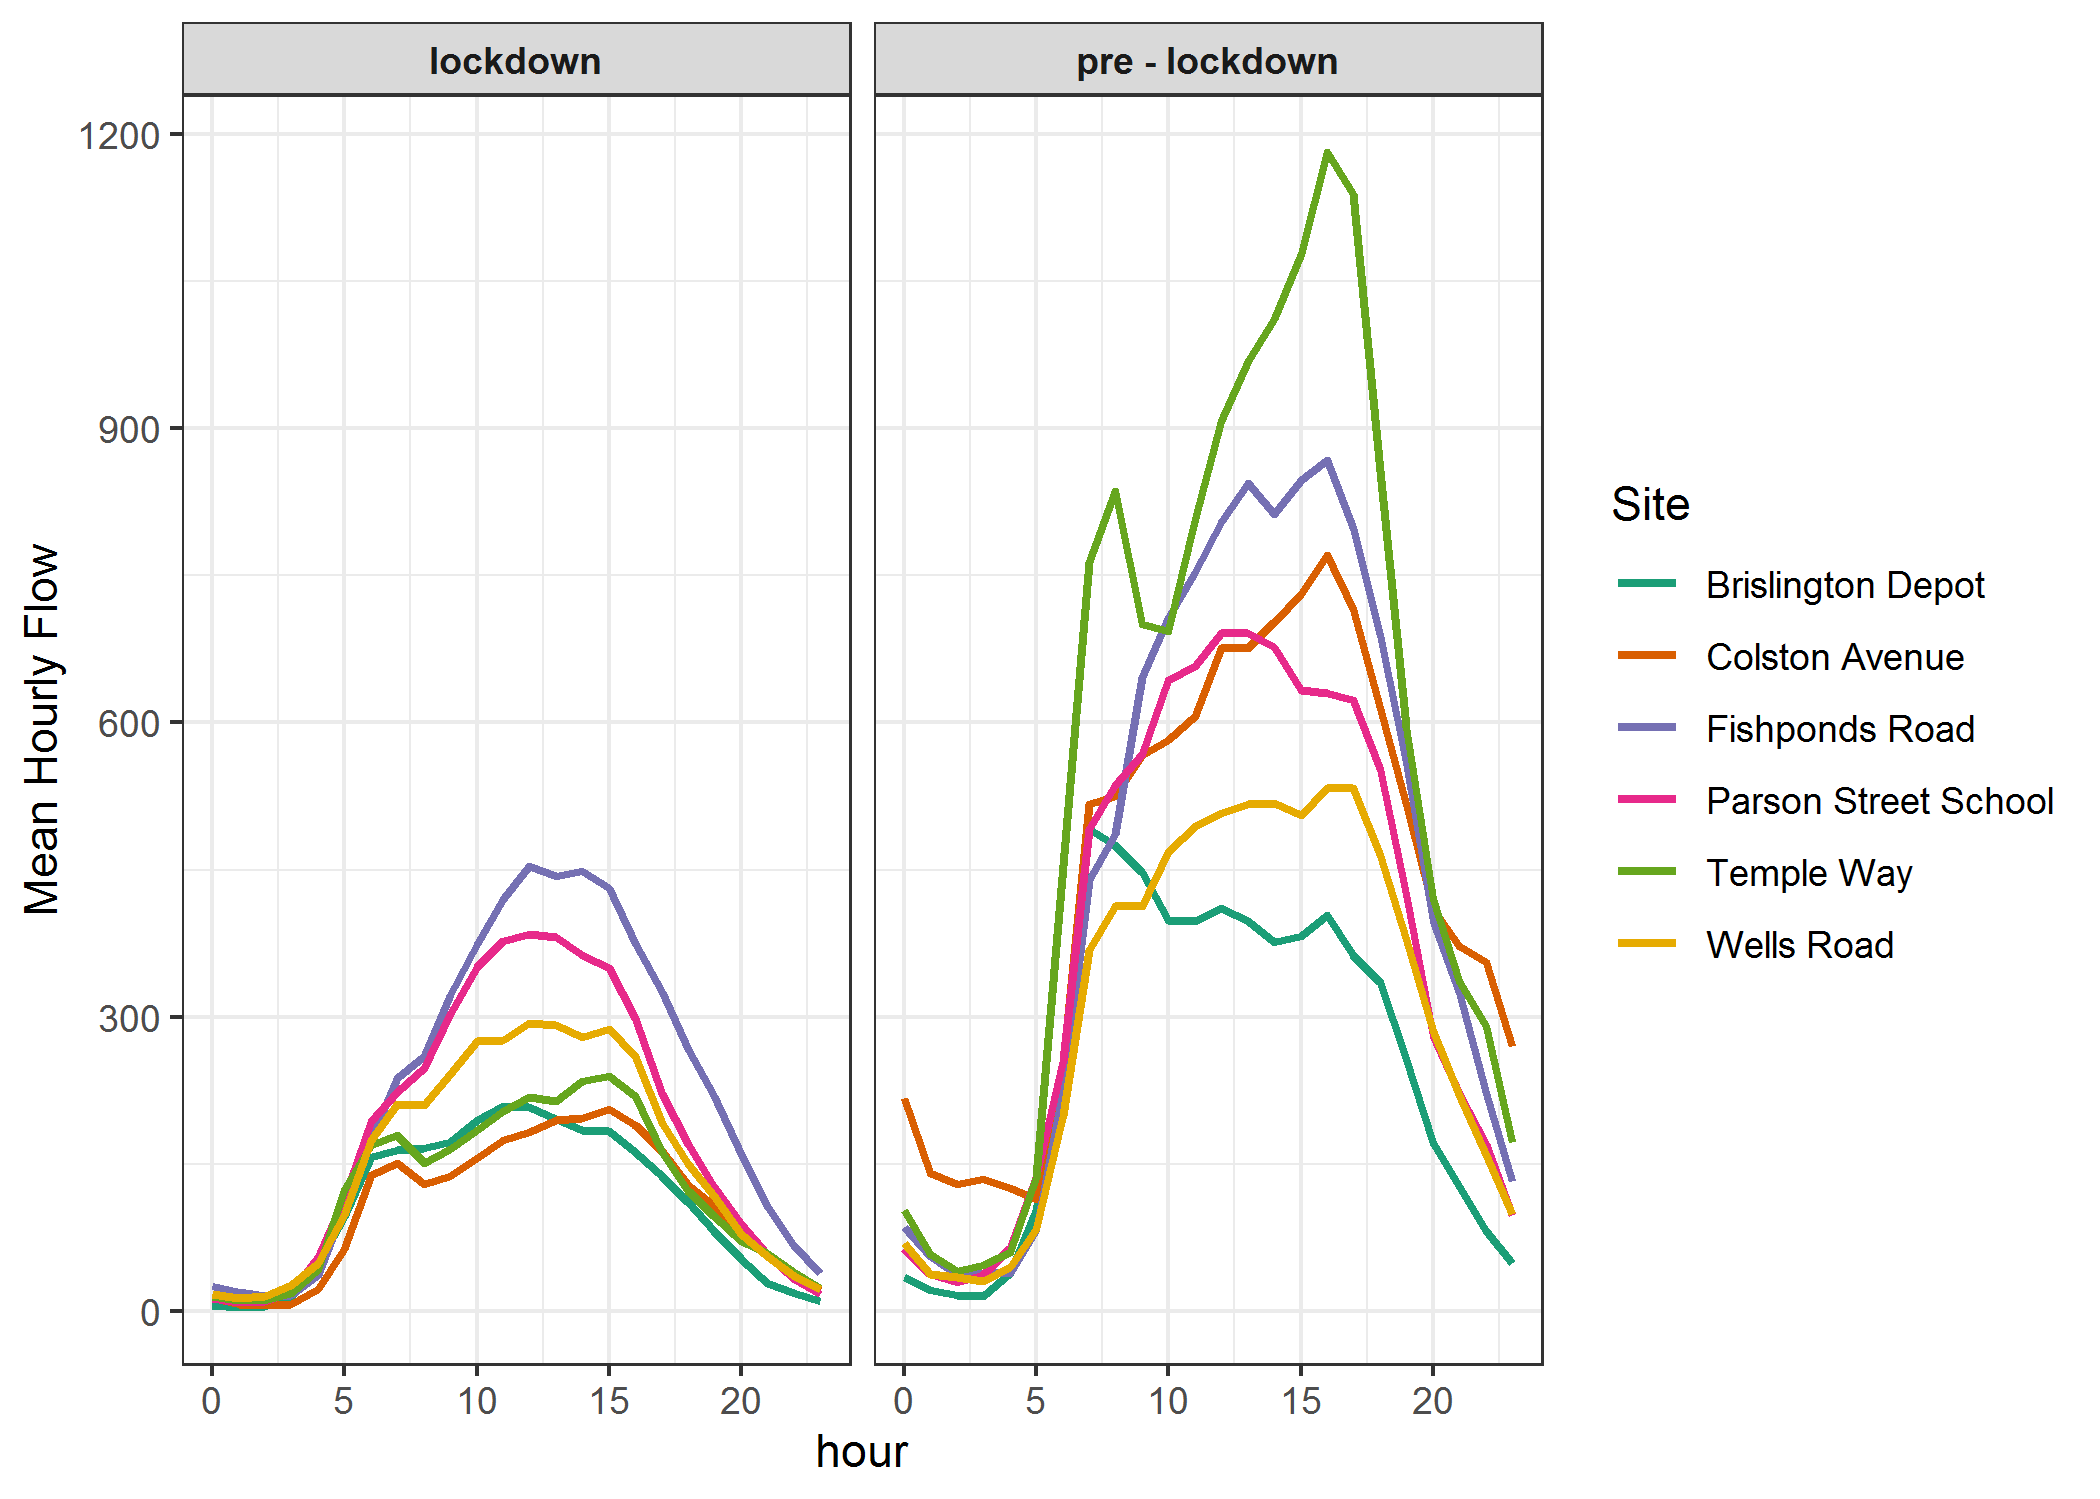 lockdown
pre - lockdown
1200
900
600
300
0
Mean Hourly Flow
0 5 10 15 20
0 5 10 15 20
hour
Site
Brislington Depot
Colston Avenue
Fishponds Road
Parson Street School
Temple Way
Wells Road